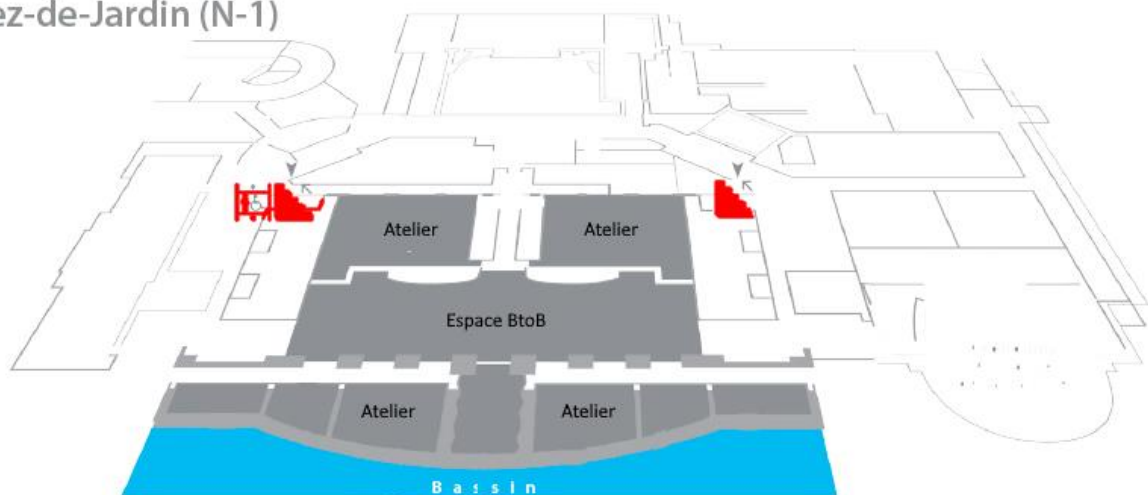 ez-de-Jardin (N-1)
Atelier Atelier
Espace BtoB
Atelier Atelier
Bassin